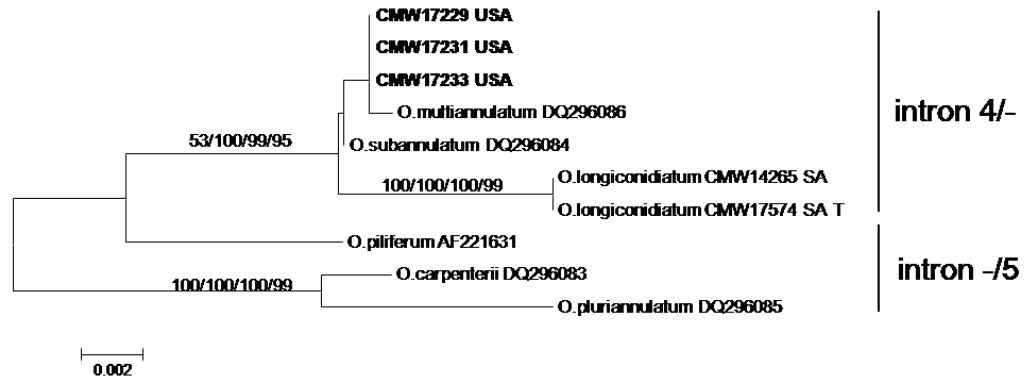 CMW17229 USA
CMW17231 USA
CMW17233 USA
O.multiannulatum DQ296086
intron 4/-
53/100/99/95
O.subannulatum DQ296084
100/100/100/99
O.longiconidiatum CMW14265 SA
O.longiconidiatum CMW17574 SA T
O.piliferum AF221631
O.carpenterii DQ296083
intron -/5
100/100/100/99
O.pluriannulatum DQ296085
0.002